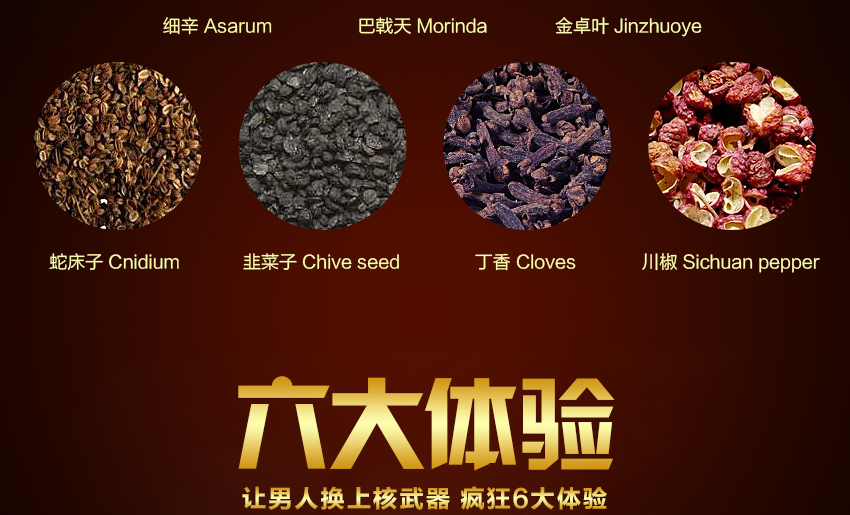 细辛 Asarum 巴戟天 Morinda 金卓叶 Jinzhuoye
蛇床子 Cnidium 韭菜子 Chive seed 丁香 Cloves 川椒 Sichuan pepper
六大体验
让男人换上核武器 疯狂6大体验